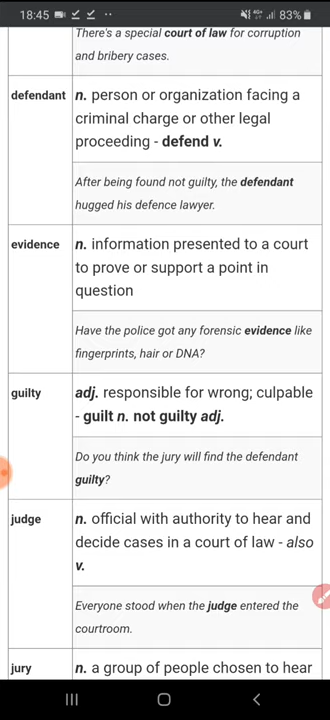 18:45 83%
There's a special court of law for corruption
and bribery cases.
defendant n. person or organization facing a
criminal charge or other legal
proceeding - defend v.
After being found not guilty, the defendant
hugged his defence lawyer.
evidence n. information presented to a court
to prove or support a point in
question
Have the police got any forensic evidence like
fingerprints, hair or DNA?
guilty adj. responsible for wrong; culpable
- guilt n. not guilty adj.
Do you think the jury will find the defendant
guilty?
judge n. official with authority to hear and
decide cases in a court of law - also
v.
Everyone stood when the judge entered the
courtroom.
jury n. a group of people chosen to hear